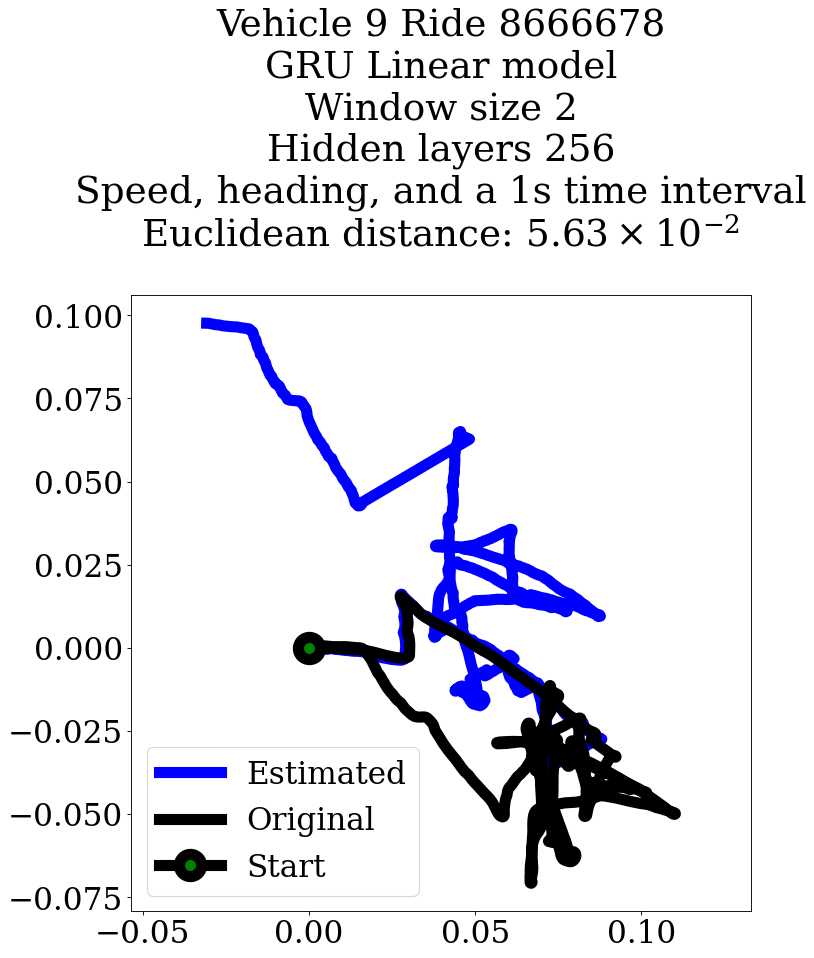 Vehicle 9 Ride 8666678
GRU Linear model
Window size 2
Hidden layers 256
Speed, heading, and a 1s time interval
Euclidean distance: 5.63 × 10⁻²
0.100
0.075
0.050
0.025
0.000
−0.025
−0.050
−0.075
Estimated
Original
Start
−0.05 0.00 0.05 0.10